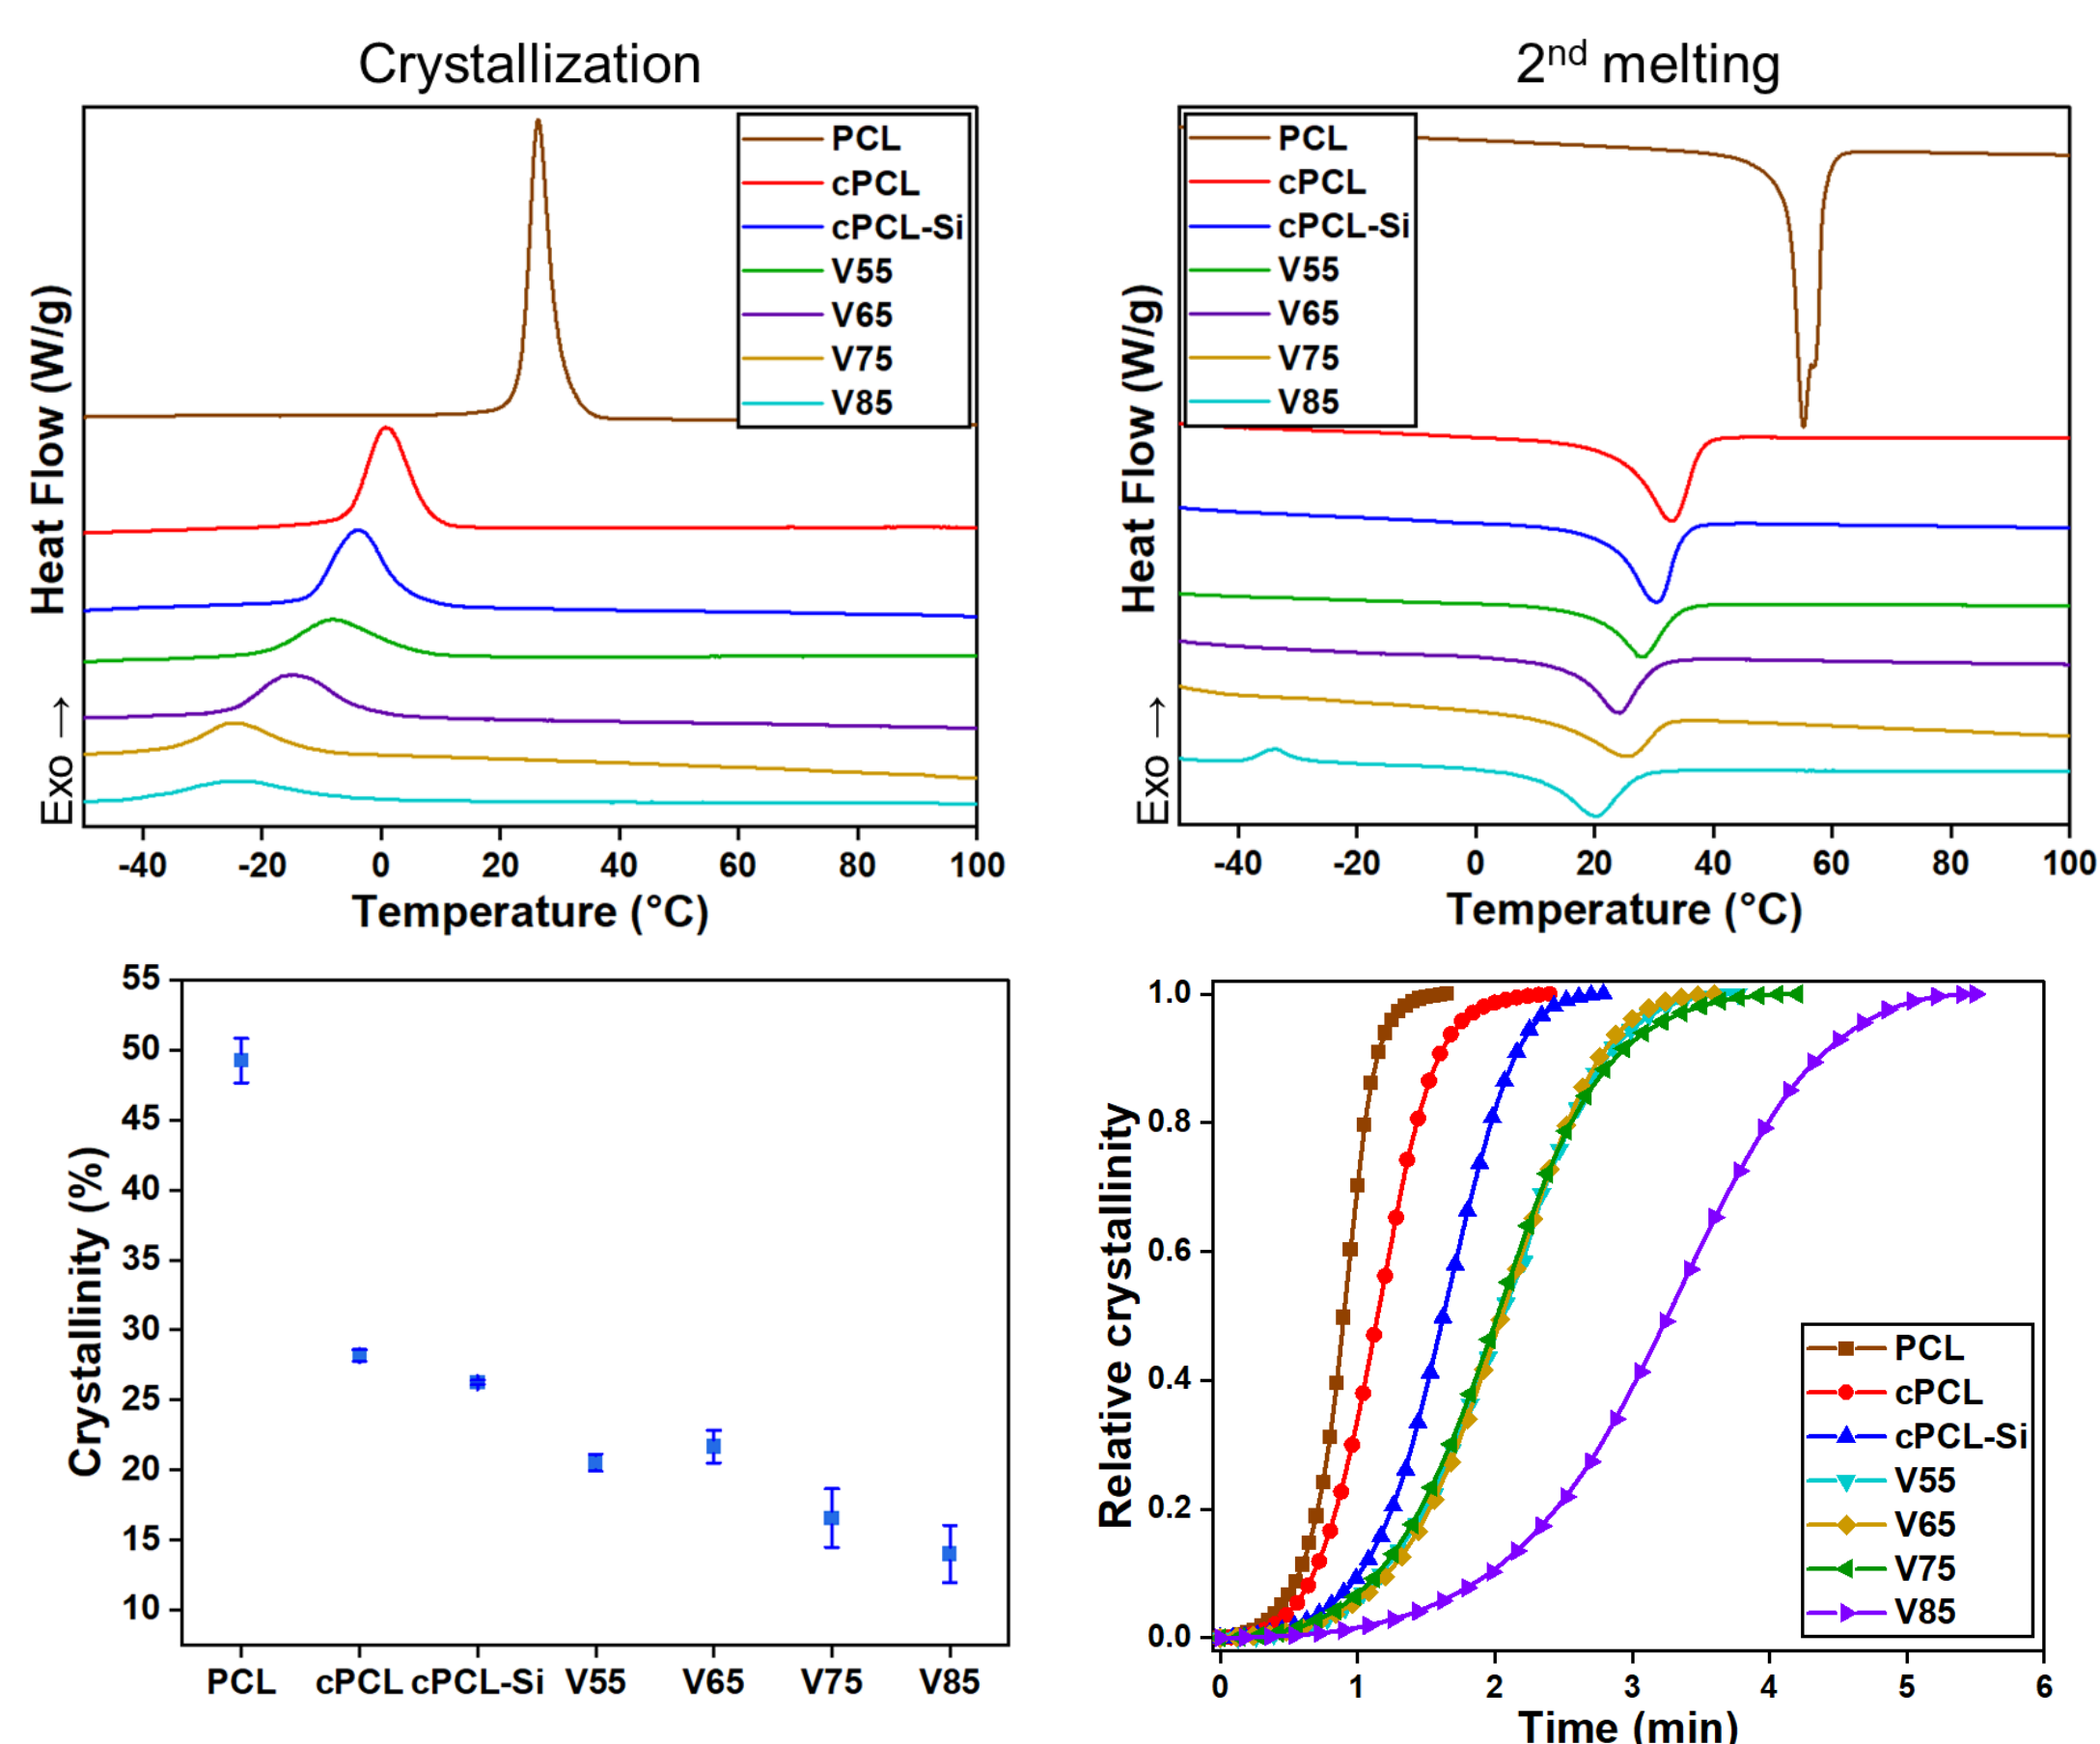 Crystallization
Heat Flow (W/g)
Exo →
PCL
cPCL
cPCL-Si
V55
V65
V75
V85
-40 -20 0 20 40 60 80 100
Temperature (°C)
2nd melting
Heat Flow (W/g)
Exo →
PCL
cPCL
cPCL-Si
V55
V65
V75
V85
-40 -20 0 20 40 60 80 100
Temperature (°C)
Crystallinity (%)
55
50
45
40
35
30
25
20
15
10
PCL cPCL cPCL-Si V55 V65 V75 V85
Relative crystallinity
1.0
0.8
0.6
0.4
0.2
0.0
PCL
cPCL
cPCL-Si
V55
V65
V75
V85
0 1 2 3 4 5 6
Time (min)